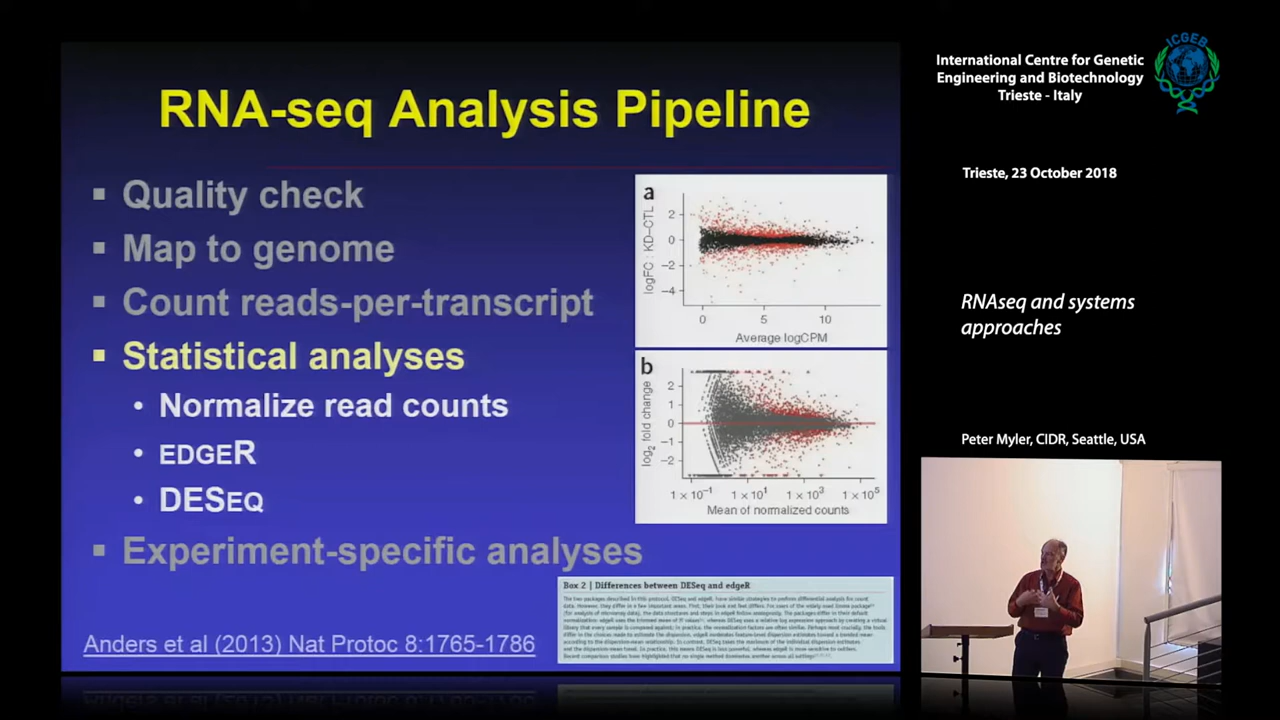 RNA-seq Analysis Pipeline
▪ Quality check
▪ Map to genome
▪ Count reads-per-transcript
▪ Statistical analyses
• Normalize read counts
• EDGER
• DESEQ
▪ Experiment-specific analyses
Anders et al (2013) Nat Protoc 8:1765-1786
a
logFC : KD–CTL
2
0
−2
−4
0 5 10
Average logCPM
b
log2 fold change
2
1
0
−1
−2
1 × 10−1 1 × 101 1 × 103 1 × 105
Mean of normalized counts
Box 2 | Differences between DESeq and edgeR
International Centre for Genetic
Engineering and Biotechnology
Trieste - Italy
ICGEB
Trieste, 23 October 2018
RNAseq and systems
approaches
Peter Myler, CIDR, Seattle, USA